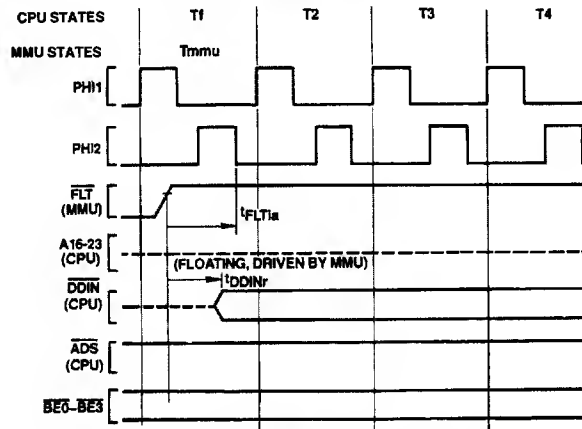 CPU STATES Tf T2 T3 T4
MMU STATES Tmmu
PHI1
PHI2
FLT
(MMU)
tFLTIa
A16-23
(CPU)
(FLOATING, DRIVEN BY MMU)
tDDINr
DDIN
(CPU)
ADS
(CPU)
BE0-BE3